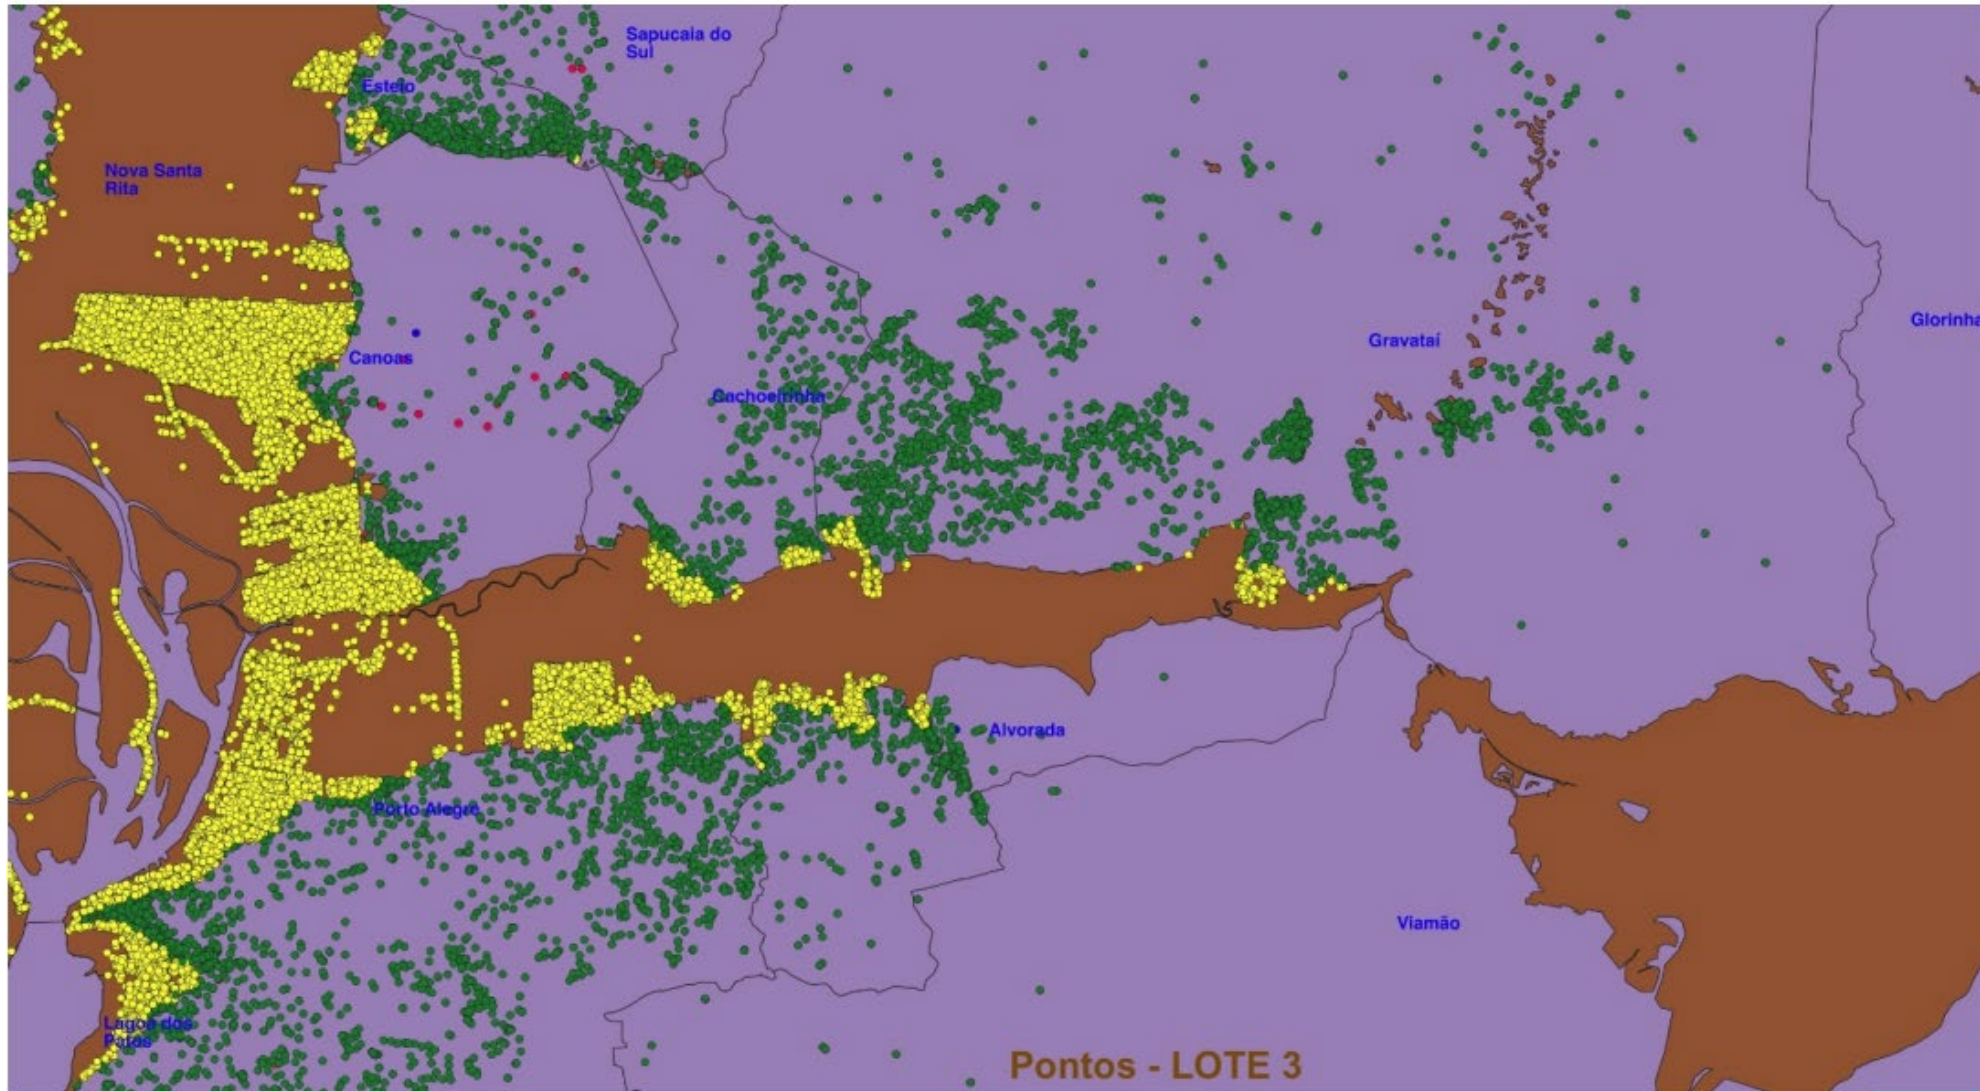 Sapucaia do
Sul
Esteio
Nova Santa
Rita
Glorinha
Gravataí
Canoas
Cachoeirinha
Alvorada
Porto Alegre
Viamão
Lagoa dos
Patos
Pontos - LOTE 3